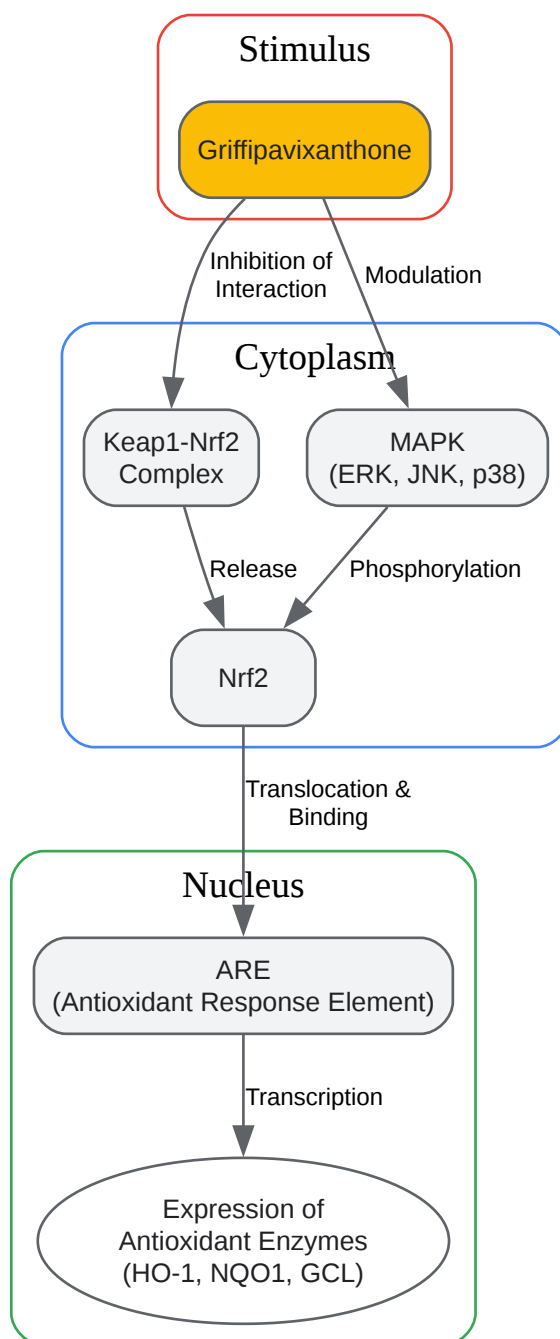 Stimulus
Griffipavixanthone
Inhibition of
Interaction
Modulation
Cytoplasm
Keap1-Nrf2
Complex
MAPK
(ERK, JNK, p38)
Release
Phosphorylation
Nrf2
Translocation &
Binding
Nucleus
ARE
(Antioxidant Response Element)
Transcription
Expression of
Antioxidant Enzymes
(HO-1, NQO1, GCL)